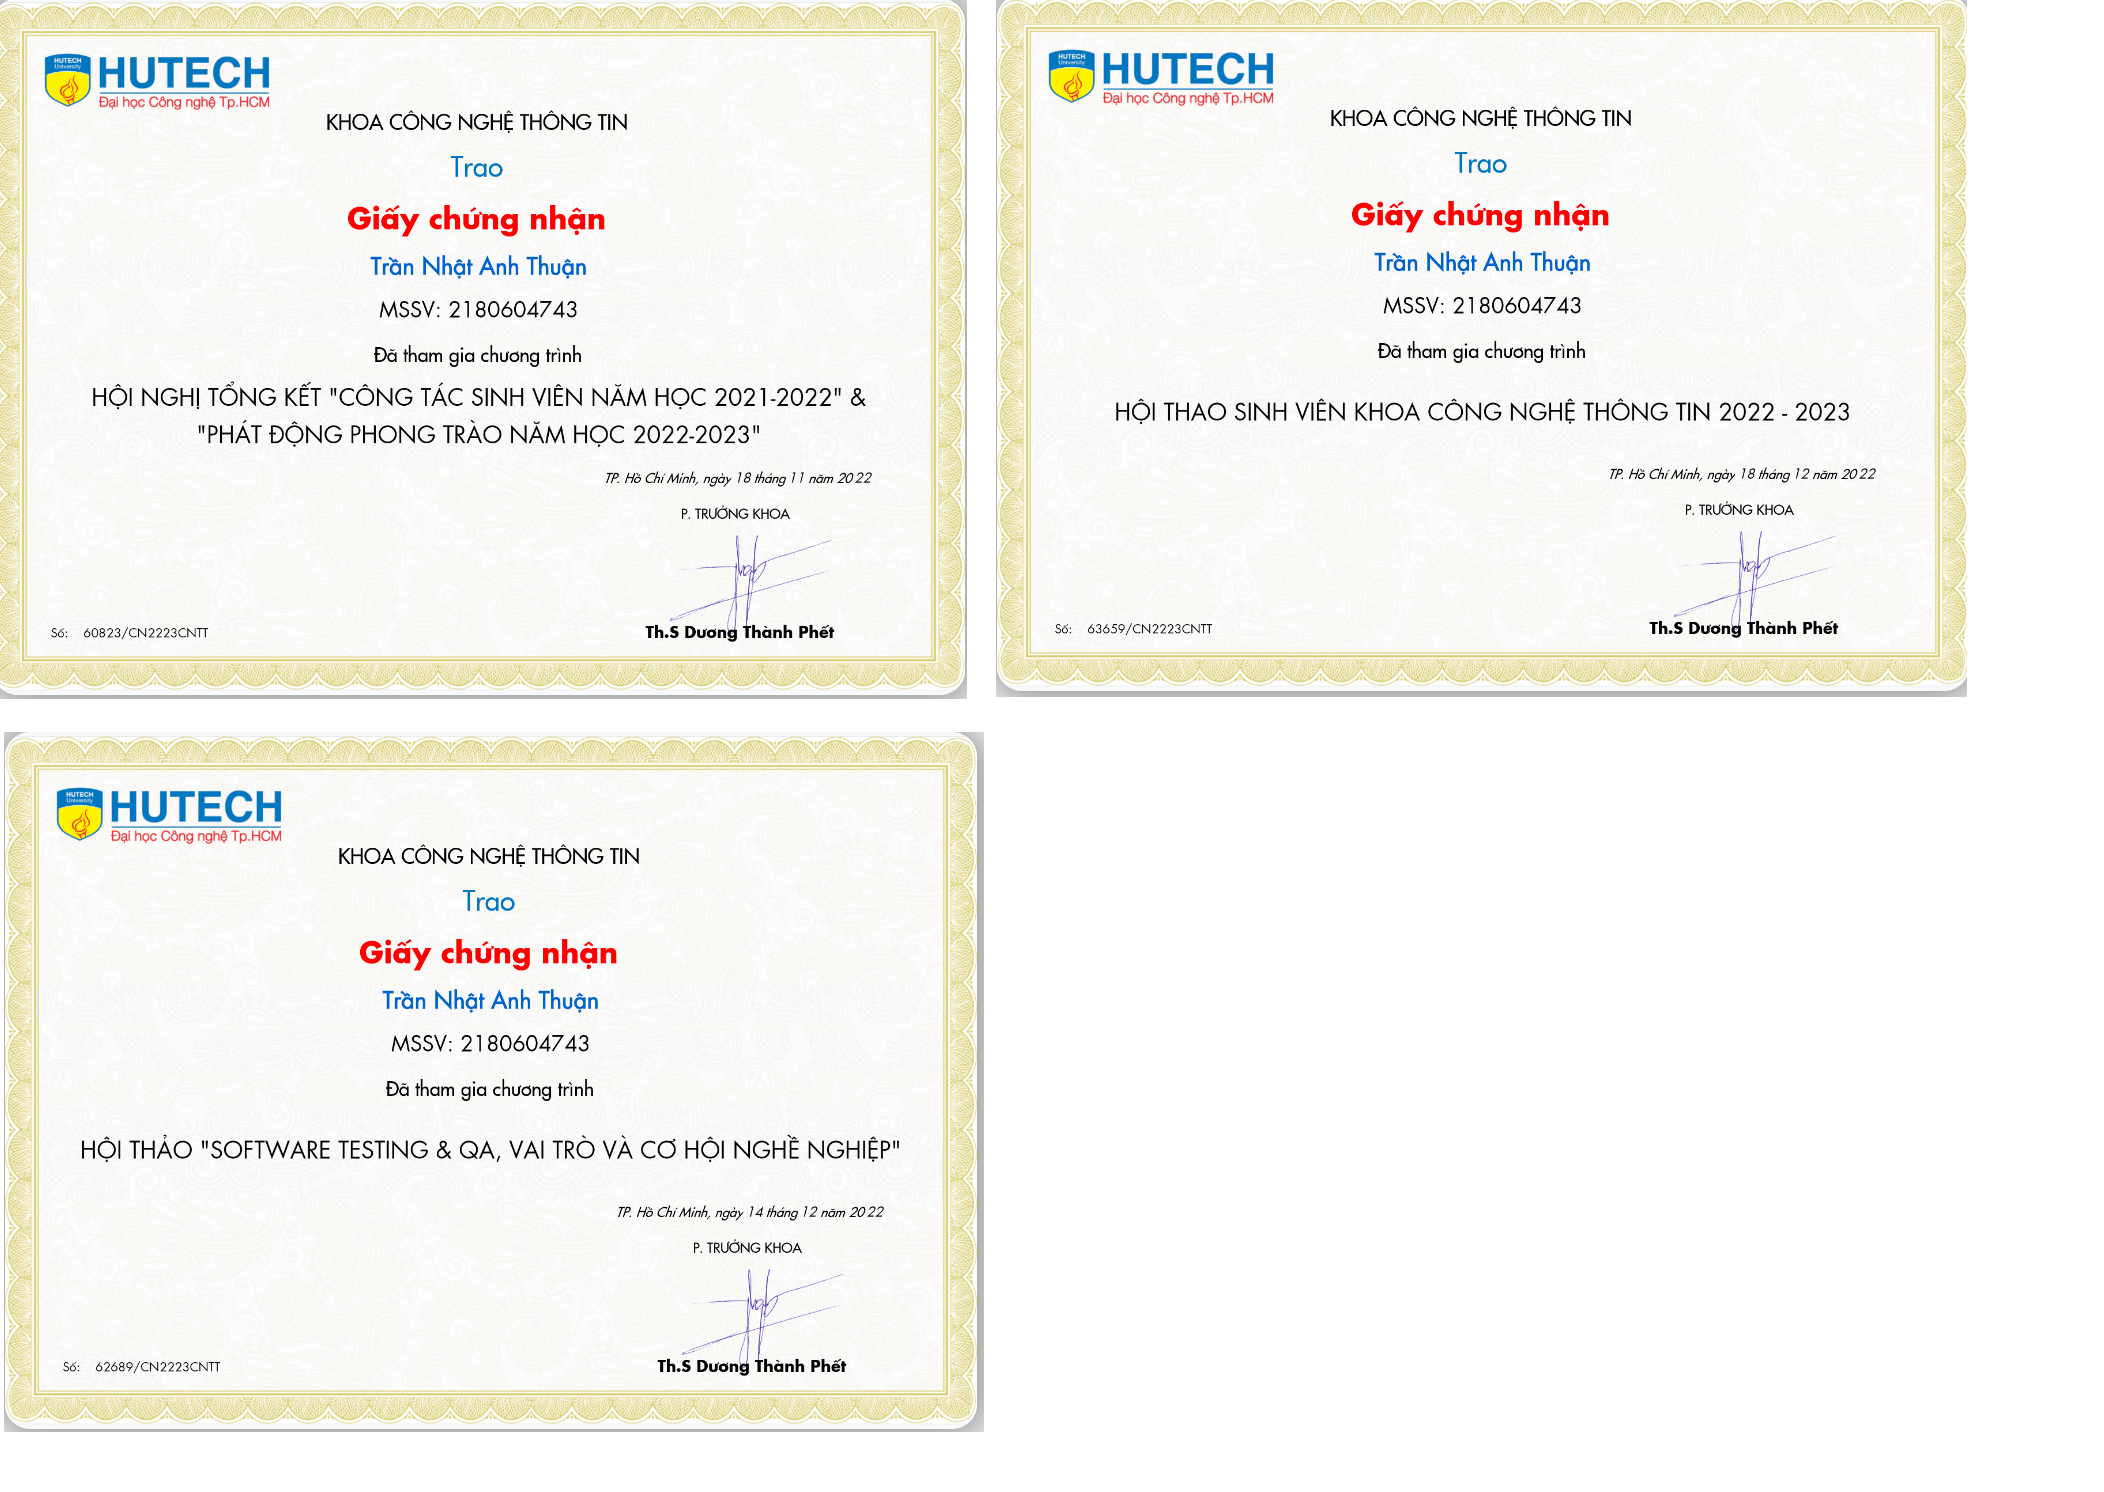 HUTECH
University
HUTECH
Đại học Công nghệ Tp.HCM
KHOA CÔNG NGHỆ THÔNG TIN
Trao
Giấy chứng nhận
Trần Nhật Anh Thuận
MSSV: 2180604743
Đã tham gia chương trình
HỘI NGHỊ TỔNG KẾT "CÔNG TÁC SINH VIÊN NĂM HỌC 2021-2022" &
"PHÁT ĐỘNG PHONG TRÀO NĂM HỌC 2022-2023"
TP. Hồ Chí Minh, ngày 18 tháng 11 năm 2022
P. TRƯỞNG KHOA
Th.S Dương Thành Phết
Số: 60823/CN2223CNTT
HUTECH
University
HUTECH
Đại học Công nghệ Tp.HCM
KHOA CÔNG NGHỆ THÔNG TIN
Trao
Giấy chứng nhận
Trần Nhật Anh Thuận
MSSV: 2180604743
Đã tham gia chương trình
HỘI THAO SINH VIÊN KHOA CÔNG NGHỆ THÔNG TIN 2022 - 2023
TP. Hồ Chí Minh, ngày 18 tháng 12 năm 2022
P. TRƯỞNG KHOA
Th.S Dương Thành Phết
Số: 63659/CN2223CNTT
HUTECH
University
HUTECH
Đại học Công nghệ Tp.HCM
KHOA CÔNG NGHỆ THÔNG TIN
Trao
Giấy chứng nhận
Trần Nhật Anh Thuận
MSSV: 2180604743
Đã tham gia chương trình
HỘI THẢO "SOFTWARE TESTING & QA, VAI TRÒ VÀ CƠ HỘI NGHỀ NGHIỆP"
TP. Hồ Chí Minh, ngày 14 tháng 12 năm 2022
P. TRƯỞNG KHOA
Th.S Dương Thành Phết
Số: 62689/CN2223CNTT